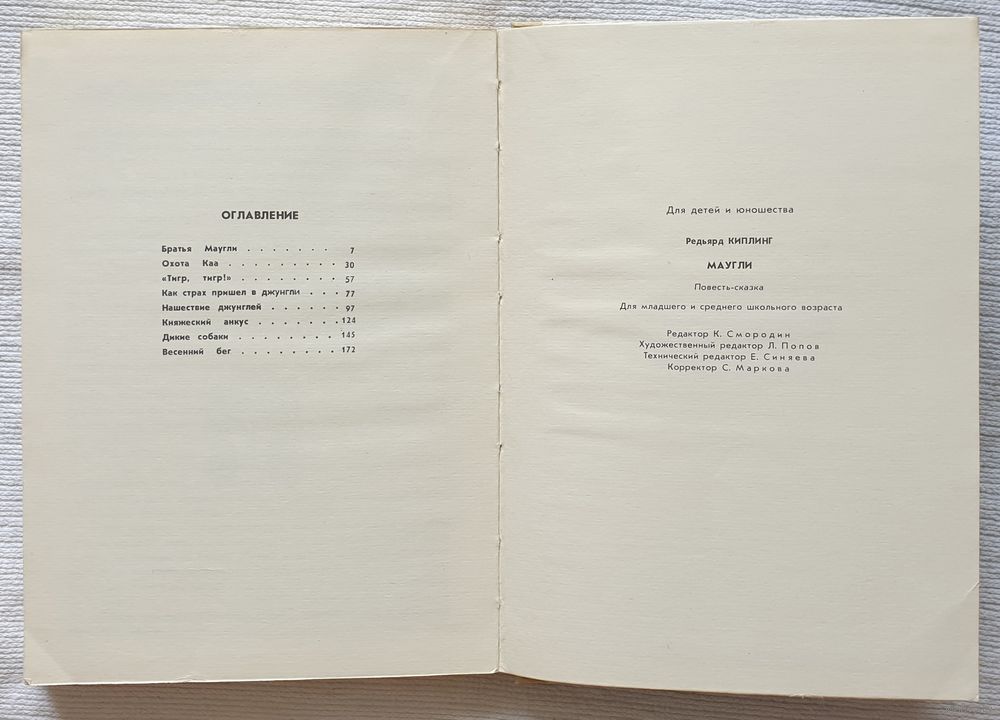 ОГЛАВЛЕНИЕ
Братья Маугли . . . . . . . 7
Охота Каа . . . . . . . . . 30
«Тигр, тигр!» . . . . . . . . 57
Как страх пришел в джунгли . . . 77
Нашествие джунглей . . . . . . 97
Княжеский анкус . . . . . . . 124
Дикие собаки . . . . . . . . 145
Весенний бег . . . . . . . . 172
Для детей и юношества
Редьярд КИПЛИНГ
МАУГЛИ
Повесть-сказка
Для младшего и среднего школьного возраста
Редактор К. Смородин
Художественный редактор Л. Попов
Технический редактор Е. Синяева
Корректор С. Маркова